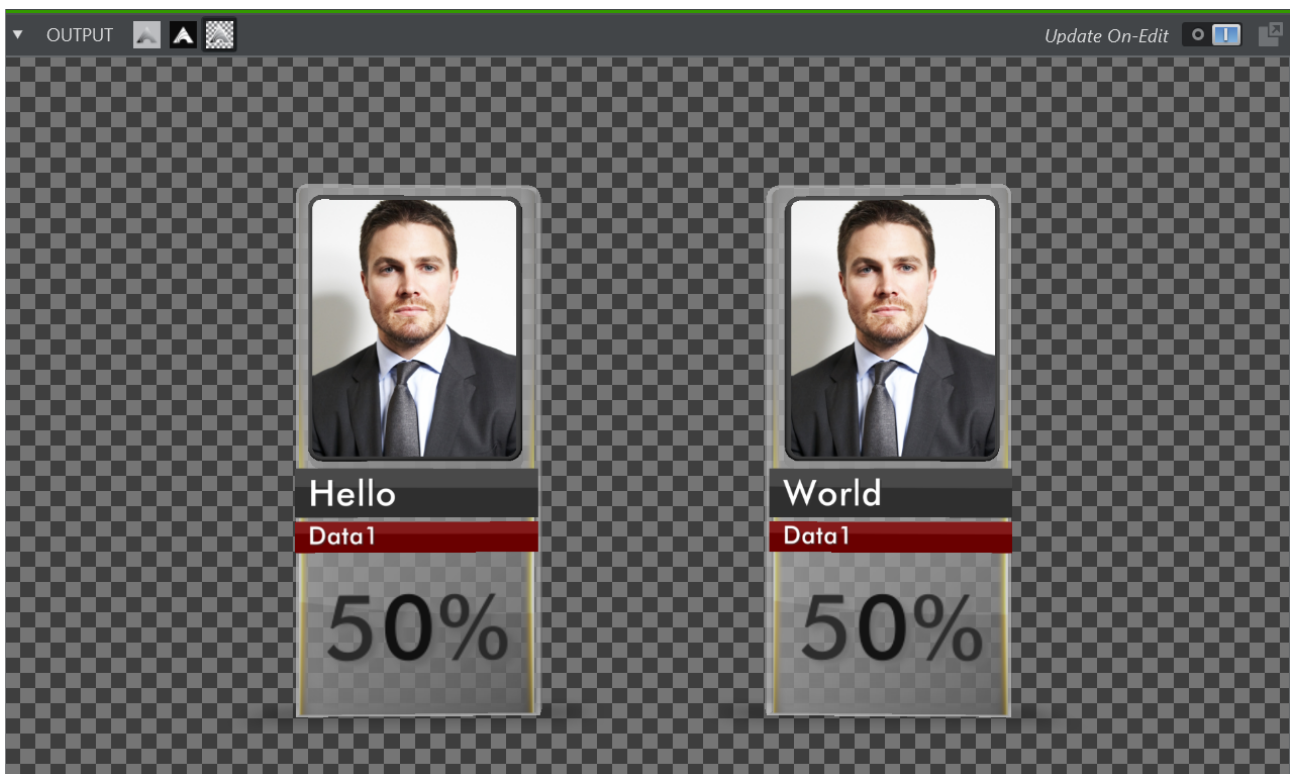 OUTPUT
Update On-Edit
Hello
Data1
50%
World
Data1
50%